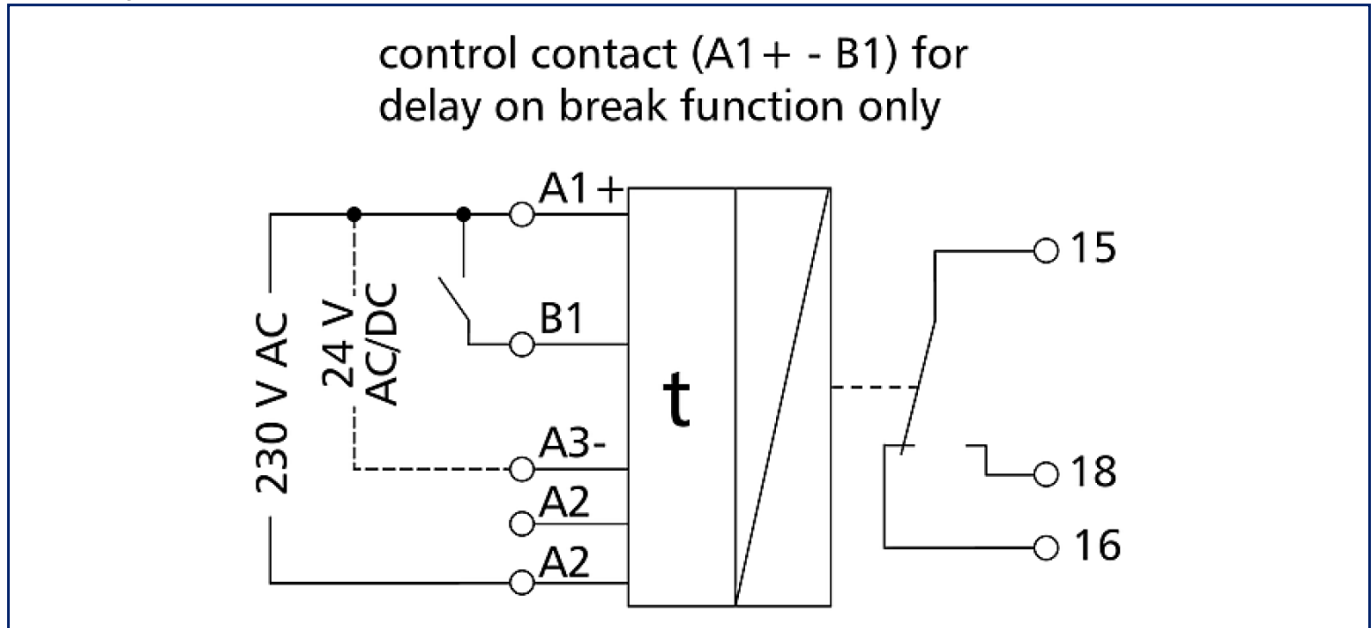 control contact (A1+ - B1) for
delay on break function only
A1+
15
B1
24 V
AC/DC
230 V AC
t
A3-
18
A2
16
A2